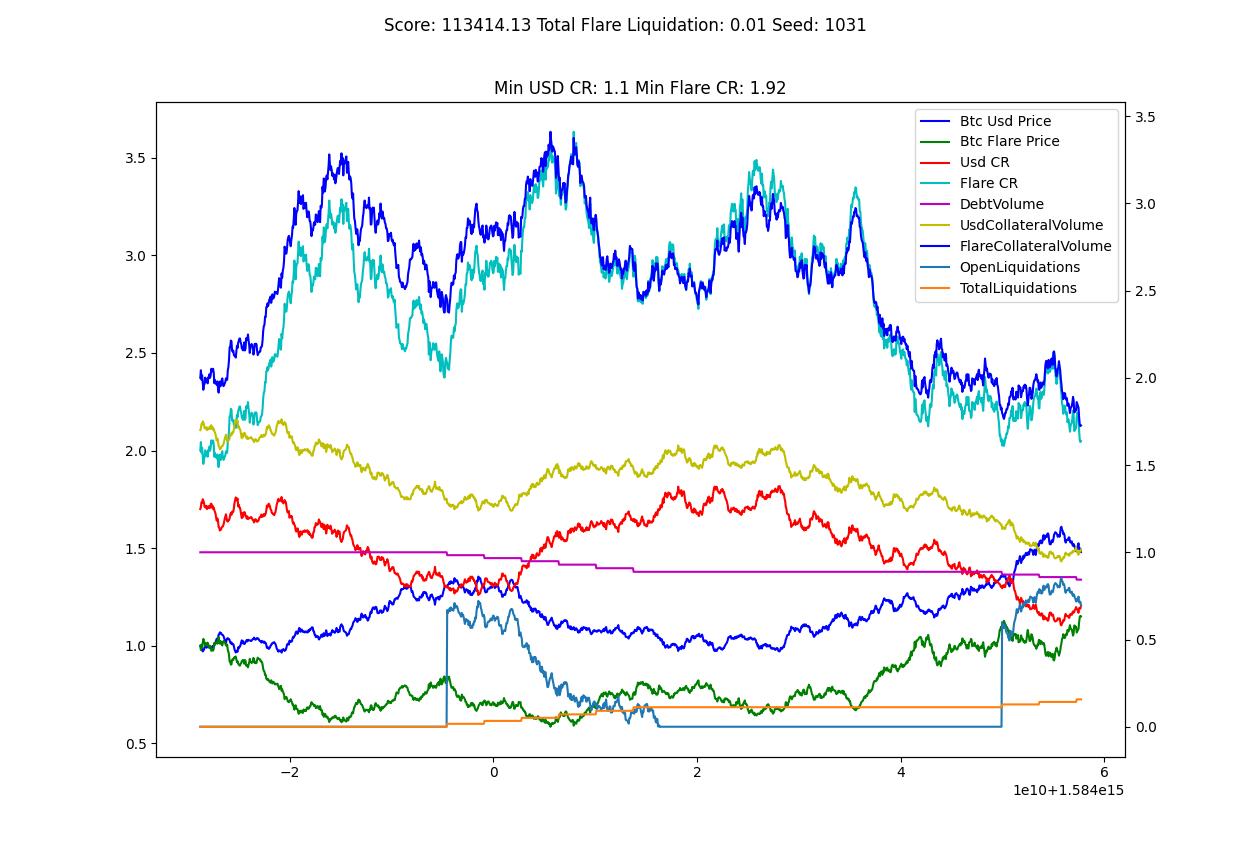 Score: 113414.13 Total Flare Liquidation: 0.01 Seed: 1031
Min USD CR: 1.1 Min Flare CR: 1.92
Btc Usd Price
Btc Flare Price
Usd CR
Flare CR
DebtVolume
UsdCollateralVolume
FlareCollateralVolume
OpenLiquidations
TotalLiquidations
3.5
3.0
2.5
2.0
1.5
1.0
0.5
3.5
3.0
2.5
2.0
1.5
1.0
0.5
0.0
−2
0
2
4
6
1e10+1.584e15